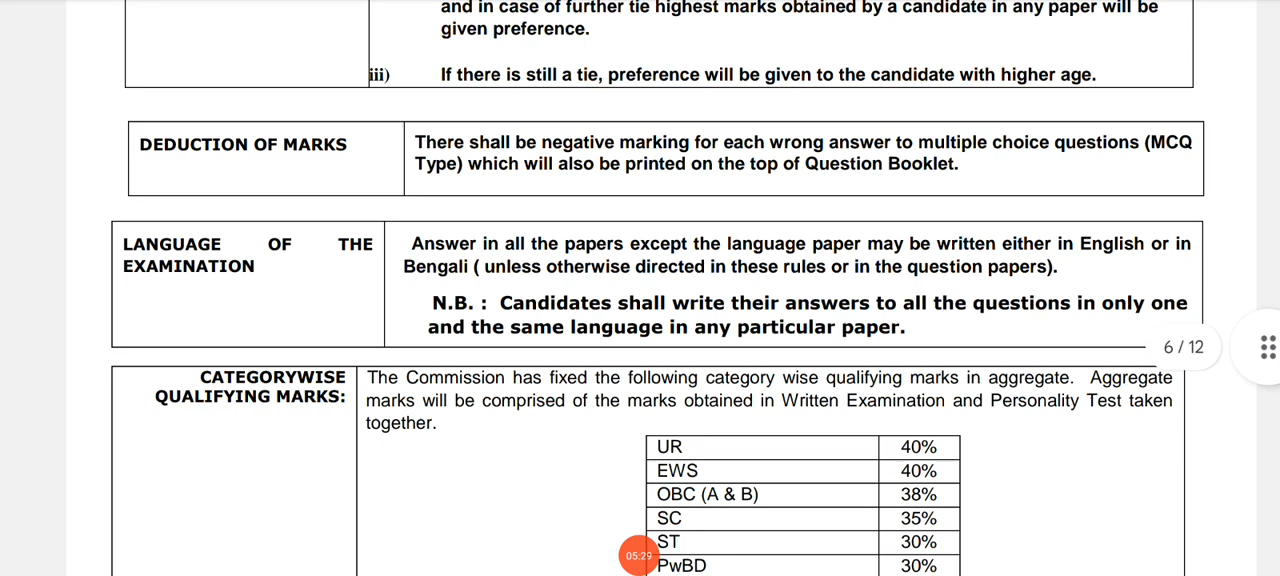 and in case of further tie highest marks obtained by a candidate in any paper will be
given preference.
iii) If there is still a tie, preference will be given to the candidate with higher age.
DEDUCTION OF MARKS
There shall be negative marking for each wrong answer to multiple choice questions (MCQ
Type) which will also be printed on the top of Question Booklet.
LANGUAGE OF THE
EXAMINATION
Answer in all the papers except the language paper may be written either in English or in
Bengali ( unless otherwise directed in these rules or in the question papers).
N.B. : Candidates shall write their answers to all the questions in only one
and the same language in any particular paper.
6 / 12
CATEGORYWISE
QUALIFYING MARKS:
The Commission has fixed the following category wise qualifying marks in aggregate. Aggregate
marks will be comprised of the marks obtained in Written Examination and Personality Test taken
together.
UR 40%
EWS 40%
OBC (A & B) 38%
SC 35%
ST 30%
PwBD 30%
05:29